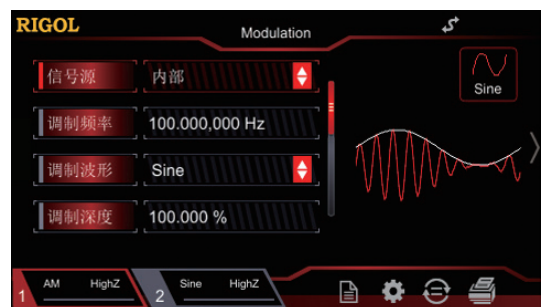 RIGOL
Modulation
信号源 内部
Sine
调制频率 100.000,000 Hz
调制波形 Sine
调制深度 100.000 %
1 AM HighZ 2 Sine HighZ